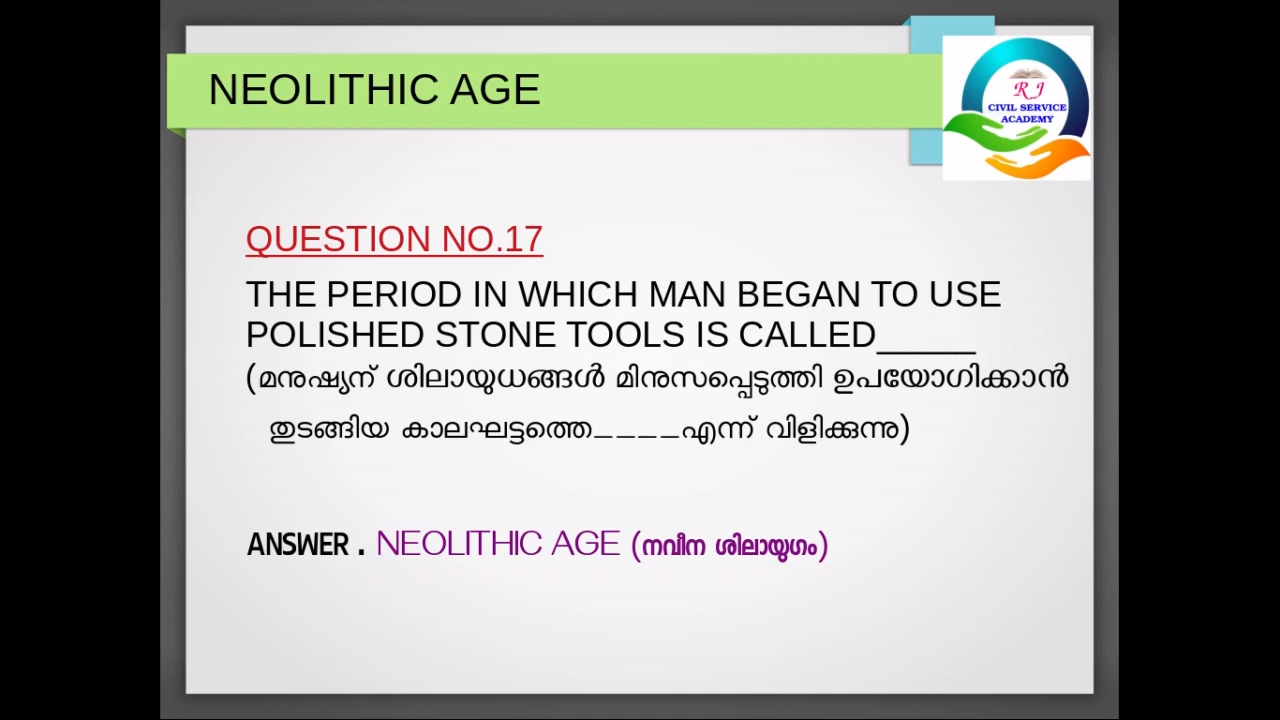 NEOLITHIC AGE
RJ
CIVIL SERVICE
ACADEMY
QUESTION NO.17
THE PERIOD IN WHICH MAN BEGAN TO USE
POLISHED STONE TOOLS IS CALLED_____
(മനുഷ്യന് ശിലായുധങ്ങൾ മിനുസപ്പെടുത്തി ഉപയോഗിക്കാൻ
തുടങ്ങിയ കാലഘട്ടത്തെ____എന്ന് വിളിക്കുന്നു)
ANSWER . NEOLITHIC AGE (നവീന ശിലായുഗം)